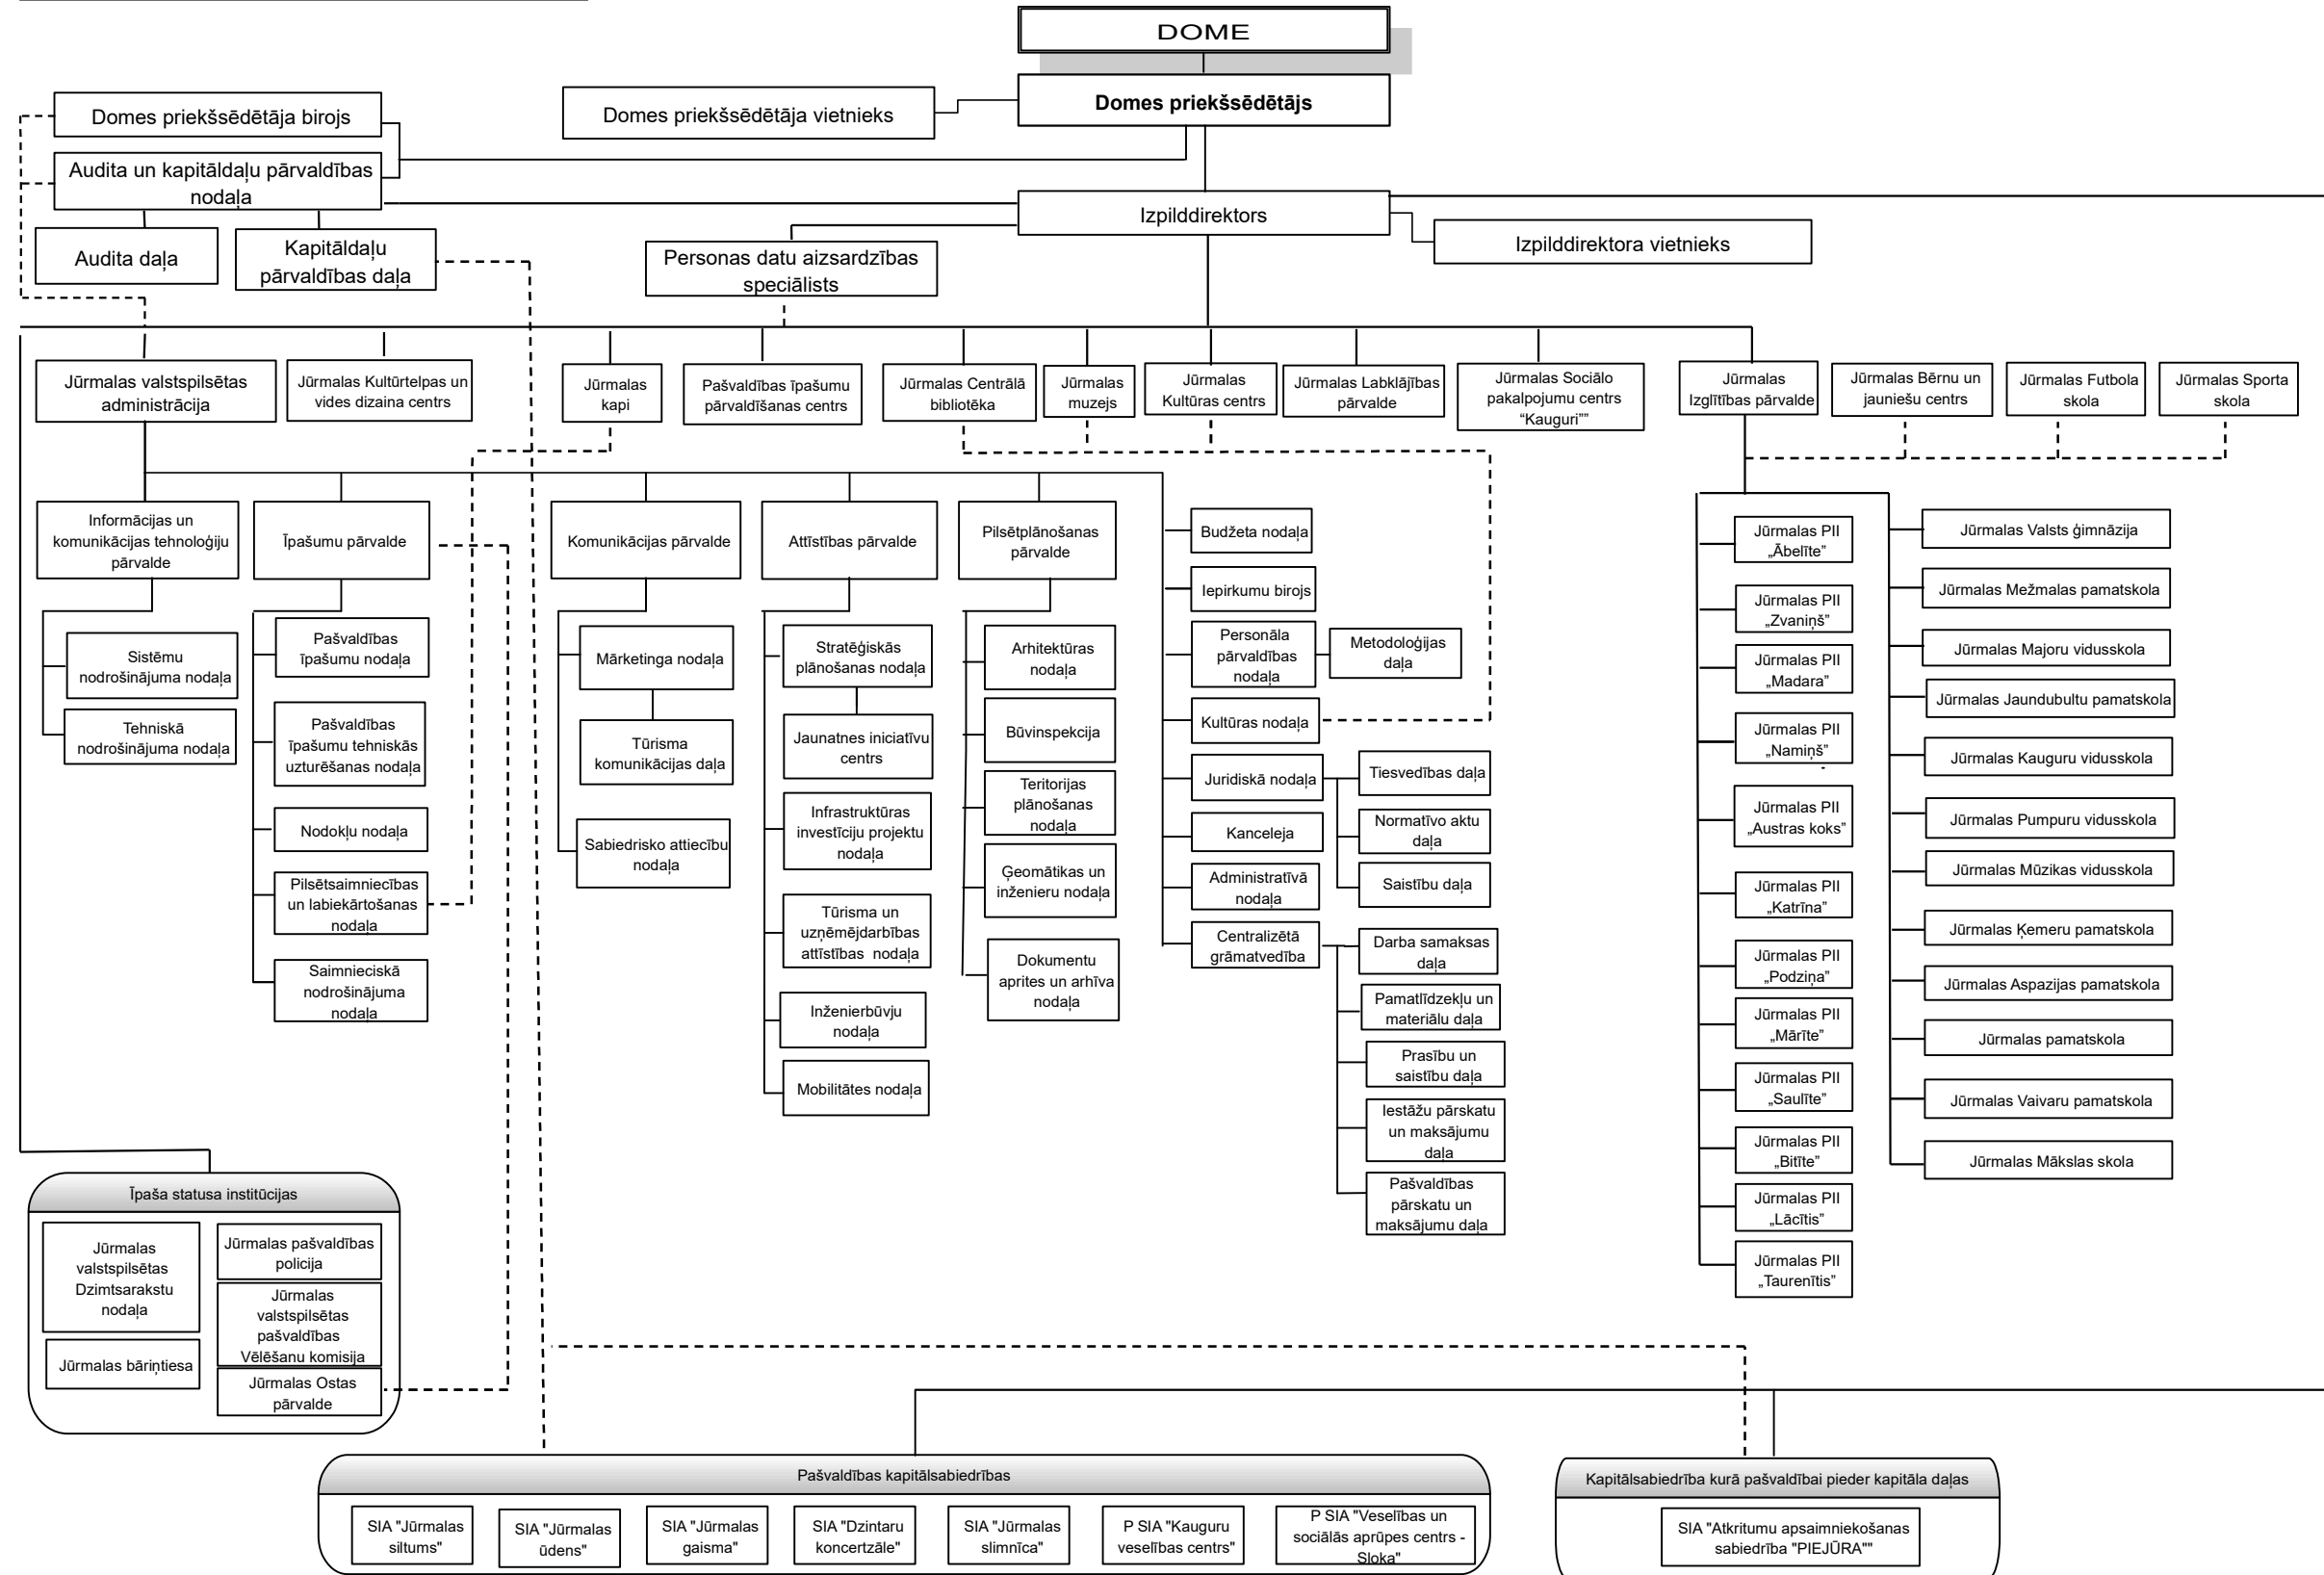 DOME
Domes priekšsēdētājs
Domes priekšsēdētāja birojs
Domes priekšsēdētāja vietnieks
Audita un kapitāldaļu pārvaldības
nodaļa
Izpilddirektors
Izpilddirektora vietnieks
Audita daļa
Kapitāldaļu
pārvaldības daļa
Personas datu aizsardzības
speciālists
Jūrmalas valstspilsētas
administrācija
Jūrmalas Kultūrtelpas un
vides dizaina centrs
Jūrmalas
kapi
Pašvaldības īpašumu
pārvaldīšanas centrs
Jūrmalas Centrālā
bibliotēka
Jūrmalas
muzejs
Jūrmalas
Kultūras centrs
Jūrmalas Labklājības
pārvalde
Jūrmalas Sociālo
pakalpojumu centrs
“Kauguri””
Jūrmalas
Izglītības pārvalde
Jūrmalas Bērnu un
jauniešu centrs
Jūrmalas Futbola
skola
Jūrmalas Sporta
skola
Informācijas un
komunikācijas tehnoloģiju
pārvalde
Sistēmu
nodrošinājuma nodaļa
Tehniskā
nodrošinājuma nodaļa
Īpašumu pārvalde
Pašvaldības
īpašumu nodaļa
Pašvaldības
īpašumu tehniskās
uzturēšanas nodaļa
Nodokļu nodaļa
Pilsētsaimniecības
un labiekārtošanas
nodaļa
Saimnieciskā
nodrošinājuma
nodaļa
Komunikācijas pārvalde
Mārketinga nodaļa
Tūrisma
komunikācijas daļa
Sabiedrisko attiecību
nodaļa
Attīstības pārvalde
Stratēģiskās
plānošanas nodaļa
Jaunatnes iniciatīvu
centrs
Infrastruktūras
investīciju projektu
nodaļa
Tūrisma un
uzņēmējdarbības
attīstības nodaļa
Inženierbūvju
nodaļa
Mobilitātes nodaļa
Pilsētplānošanas
pārvalde
Arhitektūras
nodaļa
Būvinspekcija
Teritorijas
plānošanas
nodaļa
Ģeomātikas un
inženieru nodaļa
Dokumentu
aprites un arhīva
nodaļa
Budžeta nodaļa
Iepirkumu birojs
Personāla
pārvaldības
nodaļa
Metodoloģijas
daļa
Kultūras nodaļa
Juridiskā nodaļa
Tiesvedības daļa
Normatīvo aktu
daļa
Saistību daļa
Kanceleja
Administratīvā
nodaļa
Centralizētā
grāmatvedība
Darba samaksas
daļa
Pamatlīdzekļu un
materiālu daļa
Prasību un
saistību daļa
Iestāžu pārskatu
un maksājumu
daļa
Pašvaldības
pārskatu un
maksājumu daļa
Jūrmalas PII
„Ābelīte”
Jūrmalas PII
„Zvaniņš”
Jūrmalas PII
„Madara”
Jūrmalas PII
„Namiņš”
Jūrmalas PII
„Austras koks”
Jūrmalas PII
„Katrīna”
Jūrmalas PII
„Podziņa”
Jūrmalas PII
„Mārīte”
Jūrmalas PII
„Saulīte”
Jūrmalas PII
„Bitīte”
Jūrmalas PII
„Lācītis”
Jūrmalas PII
„Taurenītis”
Jūrmalas Valsts ģimnāzija
Jūrmalas Mežmalas pamatskola
Jūrmalas Majoru vidusskola
Jūrmalas Jaundubultu pamatskola
Jūrmalas Kauguru vidusskola
Jūrmalas Pumpuru vidusskola
Jūrmalas Mūzikas vidusskola
Jūrmalas Ķemeru pamatskola
Jūrmalas Aspazijas pamatskola
Jūrmalas pamatskola
Jūrmalas Vaivaru pamatskola
Jūrmalas Mākslas skola
Īpaša statusa institūcijas
Jūrmalas
valstspilsētas
Dzimtsarakstu
nodaļa
Jūrmalas bāriņtiesa
Jūrmalas pašvaldības
policija
Jūrmalas
valstspilsētas
pašvaldības
Vēlēšanu komisija
Jūrmalas Ostas
pārvalde
Pašvaldības kapitālsabiedrības
SIA "Jūrmalas
siltums"
SIA "Jūrmalas
ūdens"
SIA "Jūrmalas
gaisma"
SIA "Dzintaru
koncertzāle"
SIA "Jūrmalas
slimnīca"
P SIA "Kauguru
veselības centrs"
P SIA "Veselības un
sociālās aprūpes centrs -
Sloka"
Kapitālsabiedrība kurā pašvaldībai pieder kapitāla daļas
SIA "Atkritumu apsaimniekošanas
sabiedrība "PIEJŪRA""